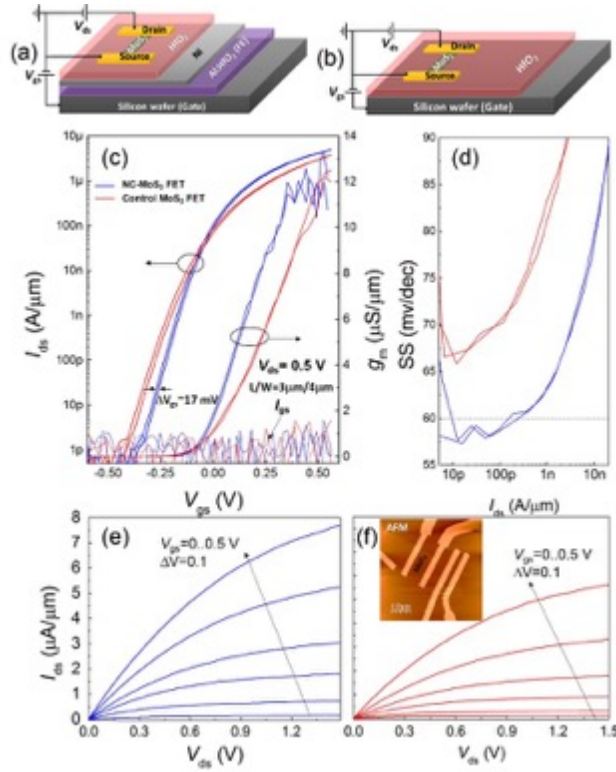 (a)
V_ds
Drain
MoS₂
Source
HfO₂
Ni
Al:HfO₂ (FE)
V_gs
Silicon wafer (Gate)
(b)
V_ds
Drain
MoS₂
Source
HfO₂
V_gs
Silicon wafer (Gate)
(c)
NC-MoS₂ FET
Control MoS₂ FET
10μ
1μ
100n
10n
1n
100p
10p
1p
I_ds (A/μm)
ΔV_gs~17 mV
V_ds= 0.5 V
L/W=3μm/4μm
I_gs
14
12
10
8
6
4
2
0
g_m (μS/μm)
-0.50
-0.25
0.00
0.25
0.50
V_gs (V)
(d)
90
85
80
75
70
65
60
55
SS (mv/dec)
10p
100p
1n
10n
I_ds (A/μm)
(e)
V_gs=0..0.5 V
ΔV=0.1
8
7
6
5
4
3
2
1
0
I_ds (μA/μm)
0.0
0.3
0.6
0.9
1.2
V_ds (V)
(f)
AFM
V_gs=0..0.5 V
ΔV=0.1
0.0
0.3
0.6
0.9
1.2
1.5
V_ds (V)